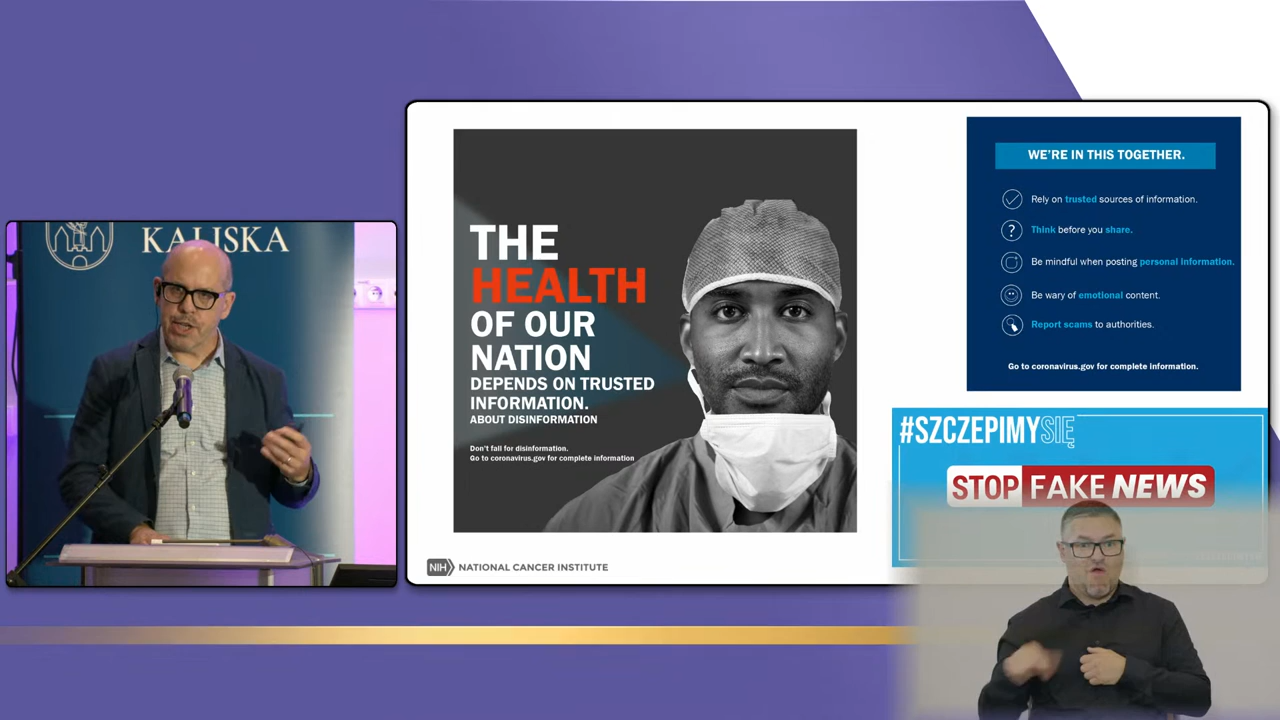 KALISKA
THE
HEALTH
OF OUR
NATION
DEPENDS ON TRUSTED
INFORMATION.
ABOUT DISINFORMATION
Don't fall for disinformation.
Go to coronavirus.gov for complete information
NIH NATIONAL CANCER INSTITUTE
WE'RE IN THIS TOGETHER.
Rely on trusted sources of information.
Think before you share.
Be mindful when posting personal information.
Be wary of emotional content.
Report scams to authorities.
Go to coronavirus.gov for complete information.
#SZCZEPIMYSIĘ
STOP FAKE NEWS